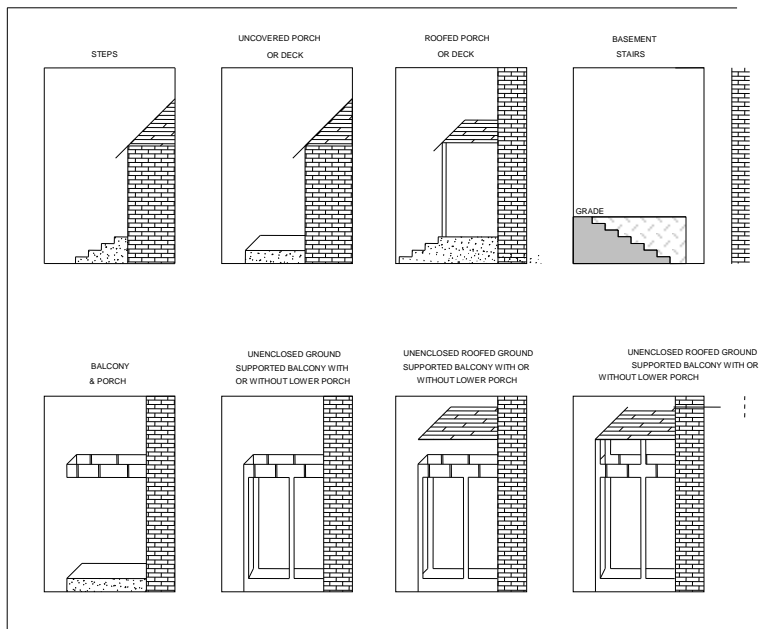 STEPS
UNCOVERED PORCH
OR DECK
ROOFED PORCH
OR DECK
BASEMENT
STAIRS
GRADE
BALCONY
& PORCH
UNENCLOSED GROUND
SUPPORTED BALCONY WITH
OR WITHOUT LOWER PORCH
UNENCLOSED ROOFED GROUND
SUPPORTED BALCONY WITH OR
WITHOUT LOWER PORCH
UNENCLOSED ROOFED GROUND
SUPPORTED BALCONY WITH OR
WITHOUT LOWER PORCH